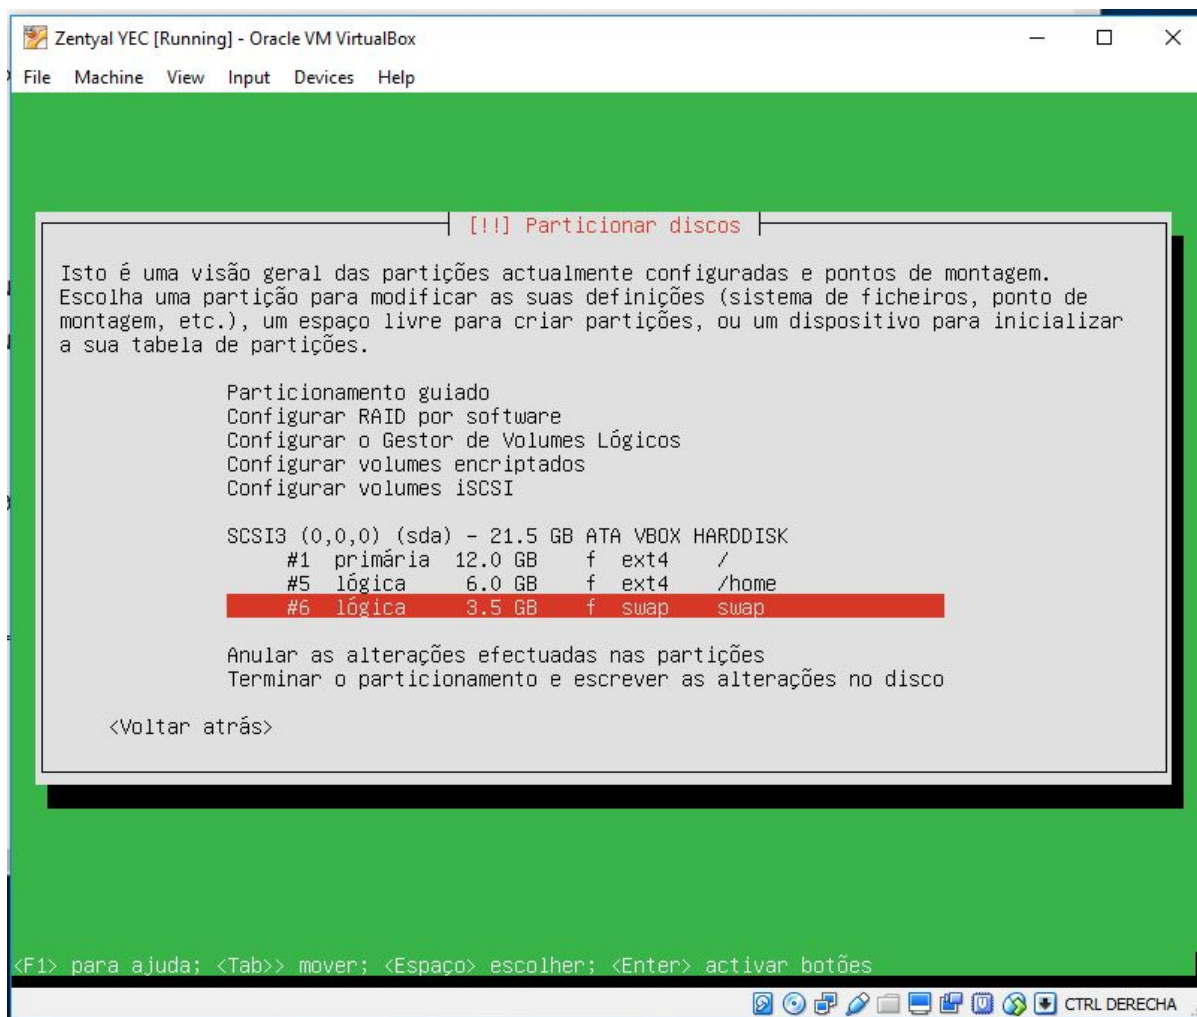 Zentyal YEC [Running] - Oracle VM VirtualBox
File Machine View Input Devices Help
[!!] Particionar discos
Isto é uma visão geral das partições actualmente configuradas e pontos de montagem.
Escolha uma partição para modificar as suas definições (sistema de ficheiros, ponto de
montagem, etc.), um espaço livre para criar partições, ou um dispositivo para inicializar
a sua tabela de partições.
Particionamento guiado
Configurar RAID por software
Configurar o Gestor de Volumes Lógicos
Configurar volumes encriptados
Configurar volumes iSCSI
SCSI3 (0,0,0) (sda) - 21.5 GB ATA VBOX HARDDISK
#1 primária 12.0 GB f ext4 /
#5 lógica 6.0 GB f ext4 /home
#6 lógica 3.5 GB f swap swap
Anular as alterações efectuadas nas partições
Terminar o particionamento e escrever as alterações no disco
<Voltar atrás>
<F1> para ajuda; <Tab>> mover; <Espaço> escolher; <Enter> activar botões
CTRL DERECHA